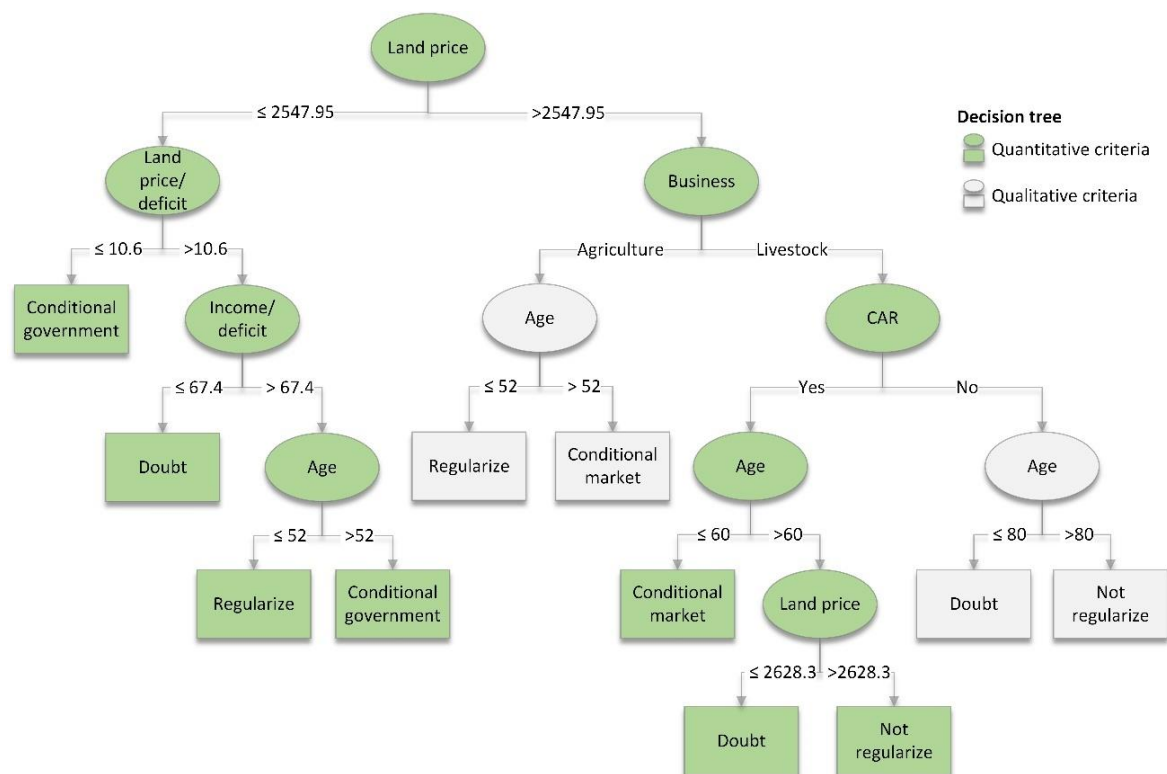 Land price
≤ 2547.95
>2547.95
Decision tree
Quantitative criteria
Qualitative criteria
Land
price/
deficit
Business
≤ 10.6
>10.6
Agriculture
Livestock
Conditional
government
Income/
deficit
Age
CAR
≤ 67.4
> 67.4
≤ 52
> 52
Yes
No
Doubt
Age
Regularize
Conditional
market
Age
Age
≤ 52
>52
≤ 60
>60
≤ 80
>80
Regularize
Conditional
government
Conditional
market
Land price
Doubt
Not
regularize
≤ 2628.3
>2628.3
Doubt
Not
regularize